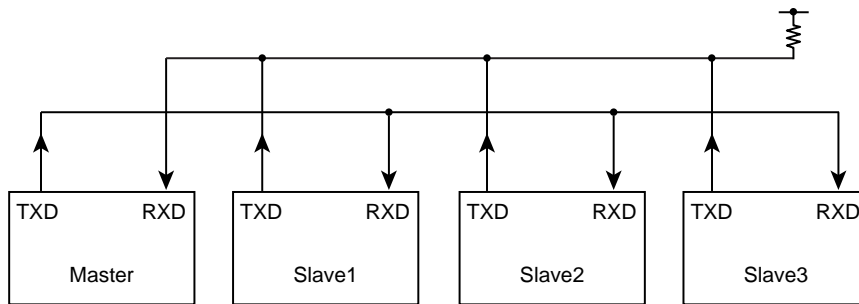 TXD RXD TXD RXD TXD RXD TXD RXD
Master Slave1 Slave2 Slave3